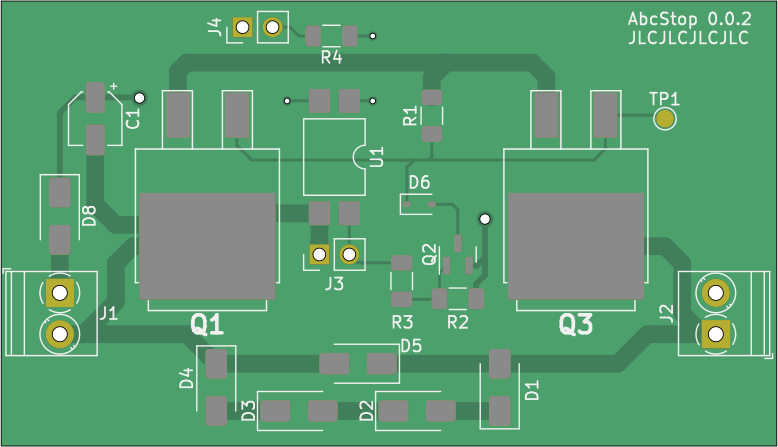 AbcStop 0.0.2
JLCJLCJLCJLC
J4
R4
+
C1
R1
TP1
U1
D6
D8
Q2
J3
J1
J2
Q1
R3
R2
Q3
D5
D4
D3
D2
D1